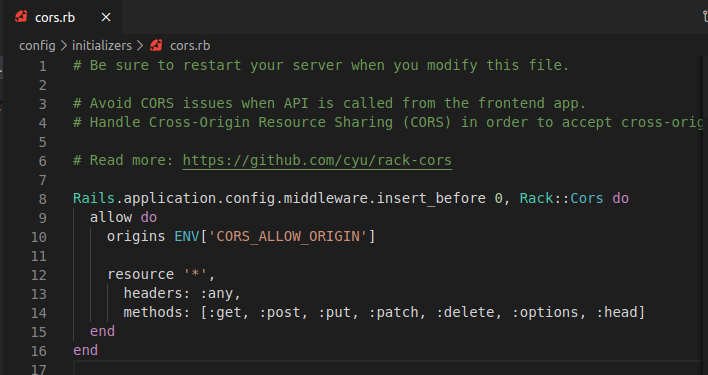 cors.rb ×
config > initializers > cors.rb
1 # Be sure to restart your server when you modify this file.
2
3 # Avoid CORS issues when API is called from the frontend app.
4 # Handle Cross-Origin Resource Sharing (CORS) in order to accept cross-orig
5
6 # Read more: https://github.com/cyu/rack-cors
7
8 Rails.application.config.middleware.insert_before 0, Rack::Cors do
9   allow do
10     origins ENV['CORS_ALLOW_ORIGIN']
11
12     resource '*',
13       headers: :any,
14       methods: [:get, :post, :put, :patch, :delete, :options, :head]
15   end
16 end
17